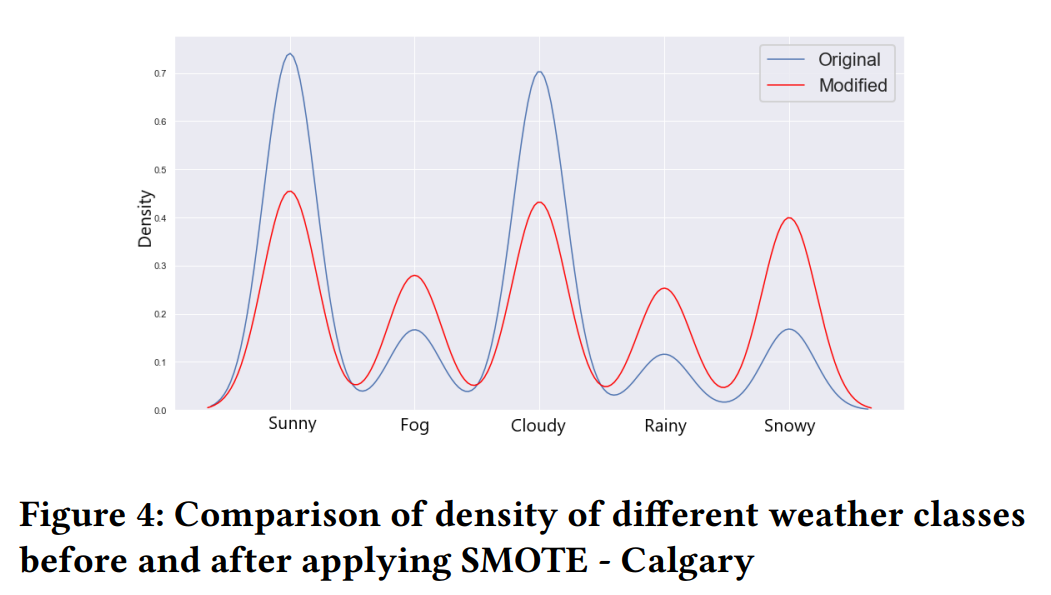 Original
Modified
Density
0.7
0.6
0.5
0.4
0.3
0.2
0.1
0.0
Sunny Fog Cloudy Rainy Snowy
Figure 4: Comparison of density of different weather classes
before and after applying SMOTE - Calgary